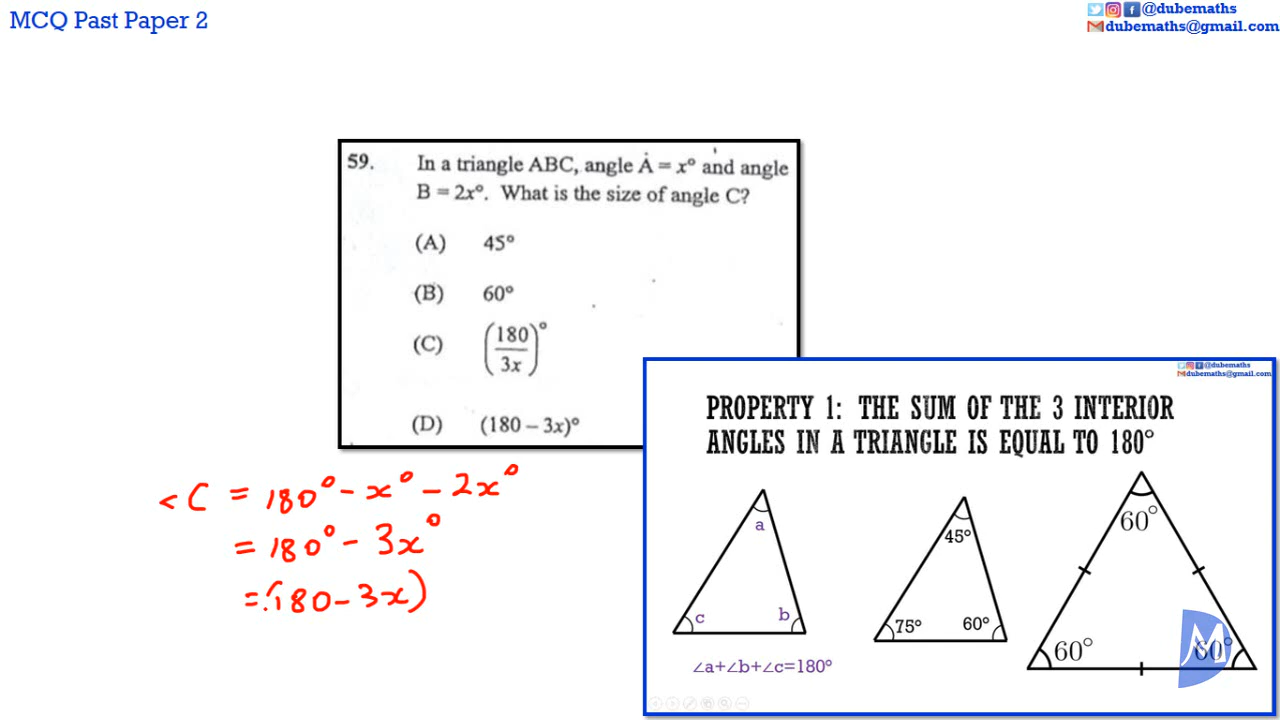 MCQ Past Paper 2
@dubemaths
dubemaths@gmail.com
59. In a triangle ABC, angle A = x° and angle
B = 2x°. What is the size of angle C?
(A) 45°
(B) 60°
(C) (180/3x)°
(D) (180 – 3x)°
< C = 180° - x° - 2x°
= 180° - 3x°
= (180 - 3x)
@dubemaths
dubemaths@gmail.com
PROPERTY 1: THE SUM OF THE 3 INTERIOR
ANGLES IN A TRIANGLE IS EQUAL TO 180°
a
c
b
∠a+∠b+∠c=180°
45°
75°
60°
60°
60°
60°
M